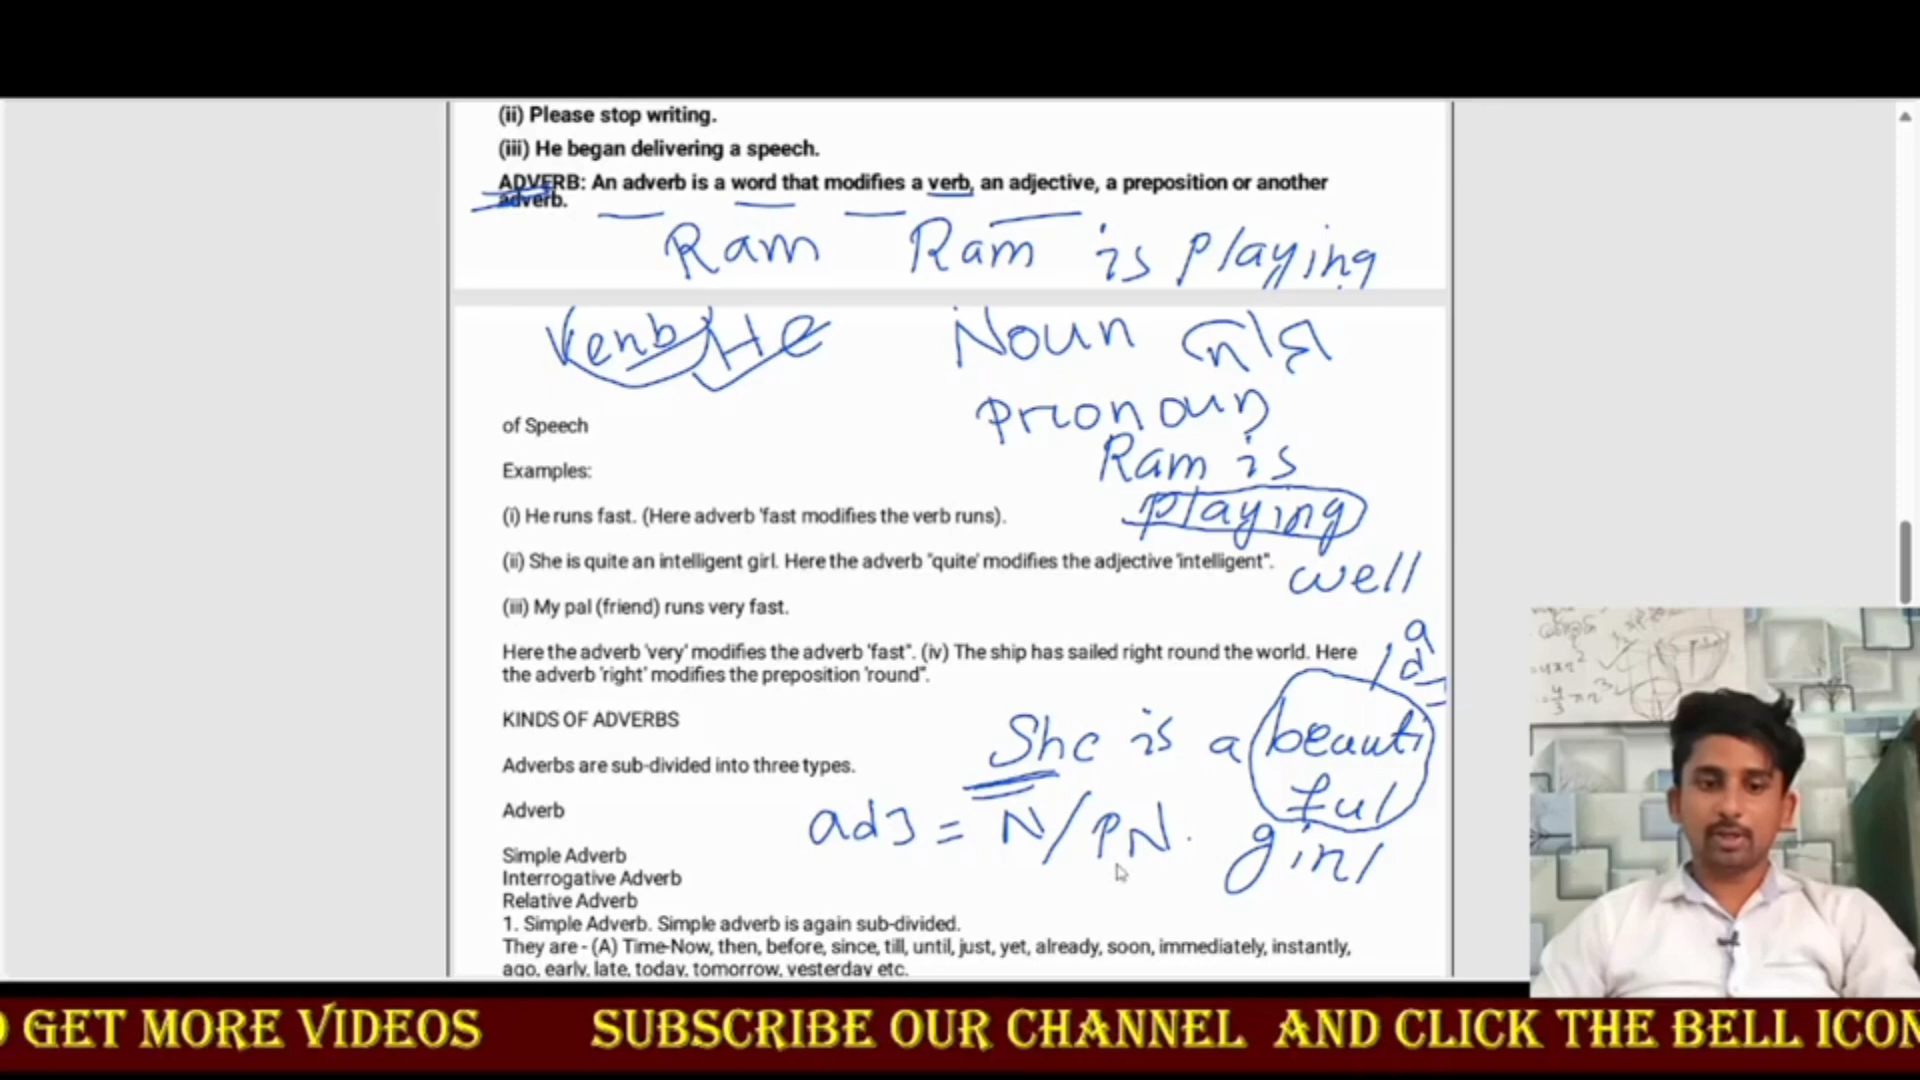 (ii) Please stop writing.
(iii) He began delivering a speech.
ADVERB: An adverb is a word that modifies a verb, an adjective, a preposition or another
adverb.
Ram Ram is playing
Verb He Noun
Pronoun
of Speech
Ram is
Examples:
(i) He runs fast. (Here adverb 'fast modifies the verb runs).
playing
(ii) She is quite an intelligent girl. Here the adverb "quite' modifies the adjective 'intelligent".
well
(iii) My pal (friend) runs very fast.
Here the adverb 'very' modifies the adverb 'fast". (iv) The ship has sailed right round the world. Here
the adverb 'right' modifies the preposition 'round".
KINDS OF ADVERBS
She is a beauti
Adverbs are sub-divided into three types.
ful
Adverb
adj = N/PN.
girl
Simple Adverb
Interrogative Adverb
Relative Adverb
1. Simple Adverb. Simple adverb is again sub-divided.
They are - (A) Time-Now, then, before, since, till, until, just, yet, already, soon, immediately, instantly,
ago, early, late, today, tomorrow, yesterday etc.
GET MORE VIDEOS SUBSCRIBE OUR CHANNEL AND CLICK THE BELL ICON